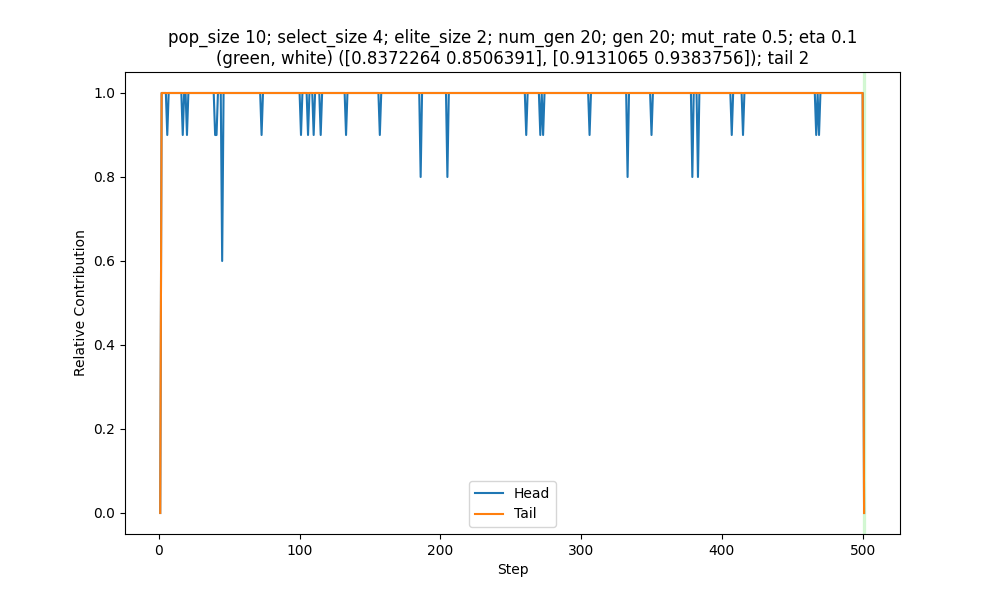 pop_size 10; select_size 4; elite_size 2; num_gen 20; gen 20; mut_rate 0.5; eta 0.1
(green, white) ([0.8372264 0.8506391], [0.9131065 0.9383756]); tail 2
1.0
0.8
0.6
0.4
0.2
0.0
Relative Contribution
Head
Tail
0
100
200
300
400
500
Step